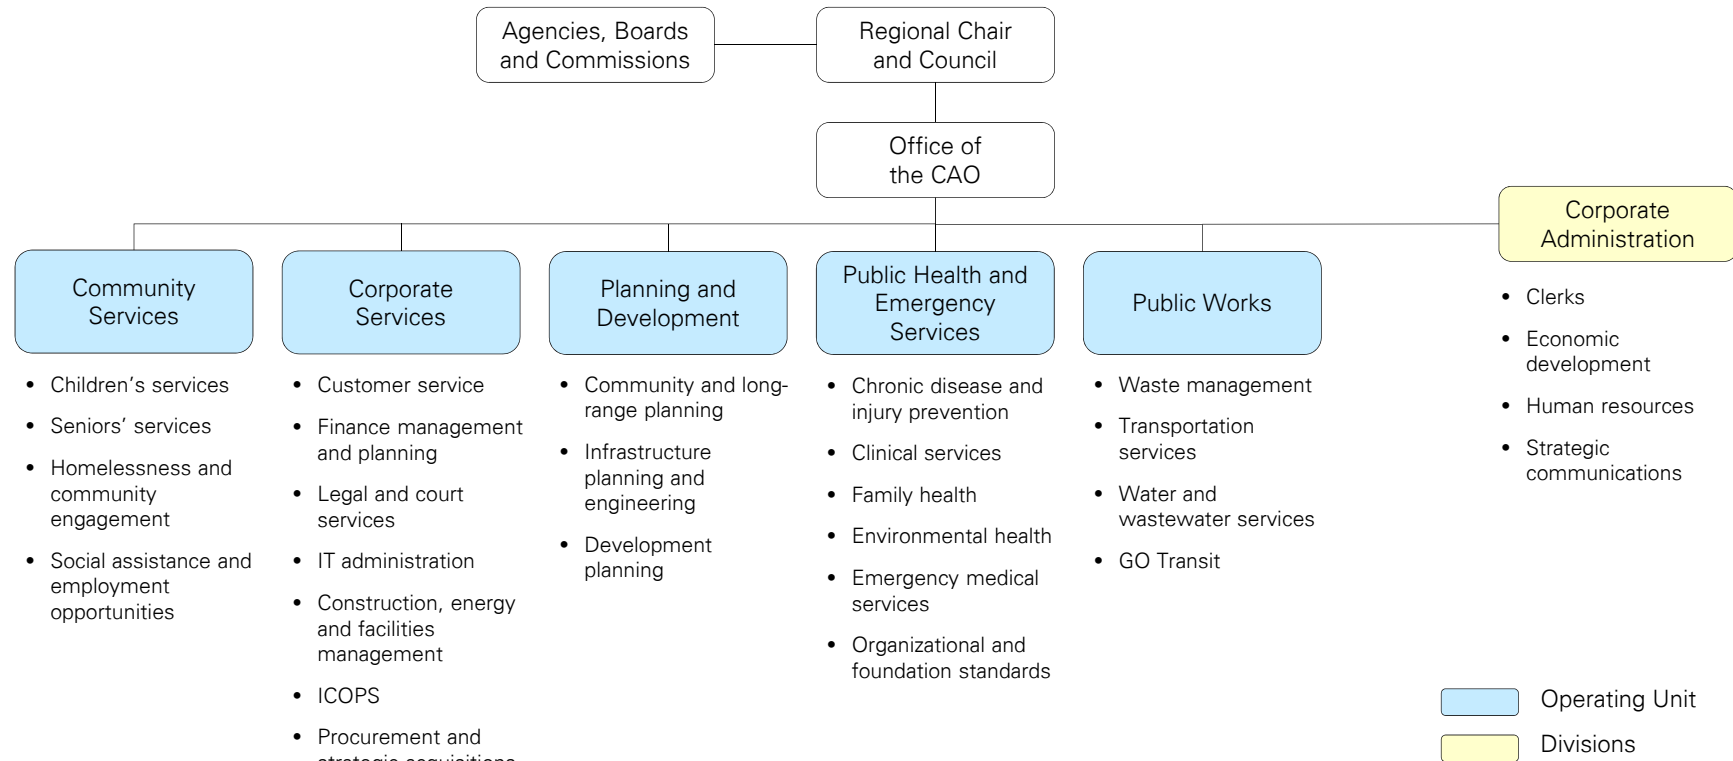 Agencies, Boards
and Commissions
Regional Chair
and Council
Office of
the CAO
Corporate
Administration
• Clerks
• Economic
development
• Human resources
• Strategic
communications
Community
Services
• Children's services
• Seniors' services
• Homelessness and
community
engagement
• Social assistance and
employment
opportunities
Corporate
Services
• Customer service
• Finance management
and planning
• Legal and court
services
• IT administration
• Construction, energy
and facilities
management
• ICOPS
• Procurement and
strategic acquisitions
Planning and
Development
• Community and long-
range planning
• Infrastructure
planning and
engineering
• Development
planning
Public Health and
Emergency
Services
• Chronic disease and
injury prevention
• Clinical services
• Family health
• Environmental health
• Emergency medical
services
• Organizational and
foundation standards
Public Works
• Waste management
• Transportation
services
• Water and
wastewater services
• GO Transit
Operating Unit
Divisions